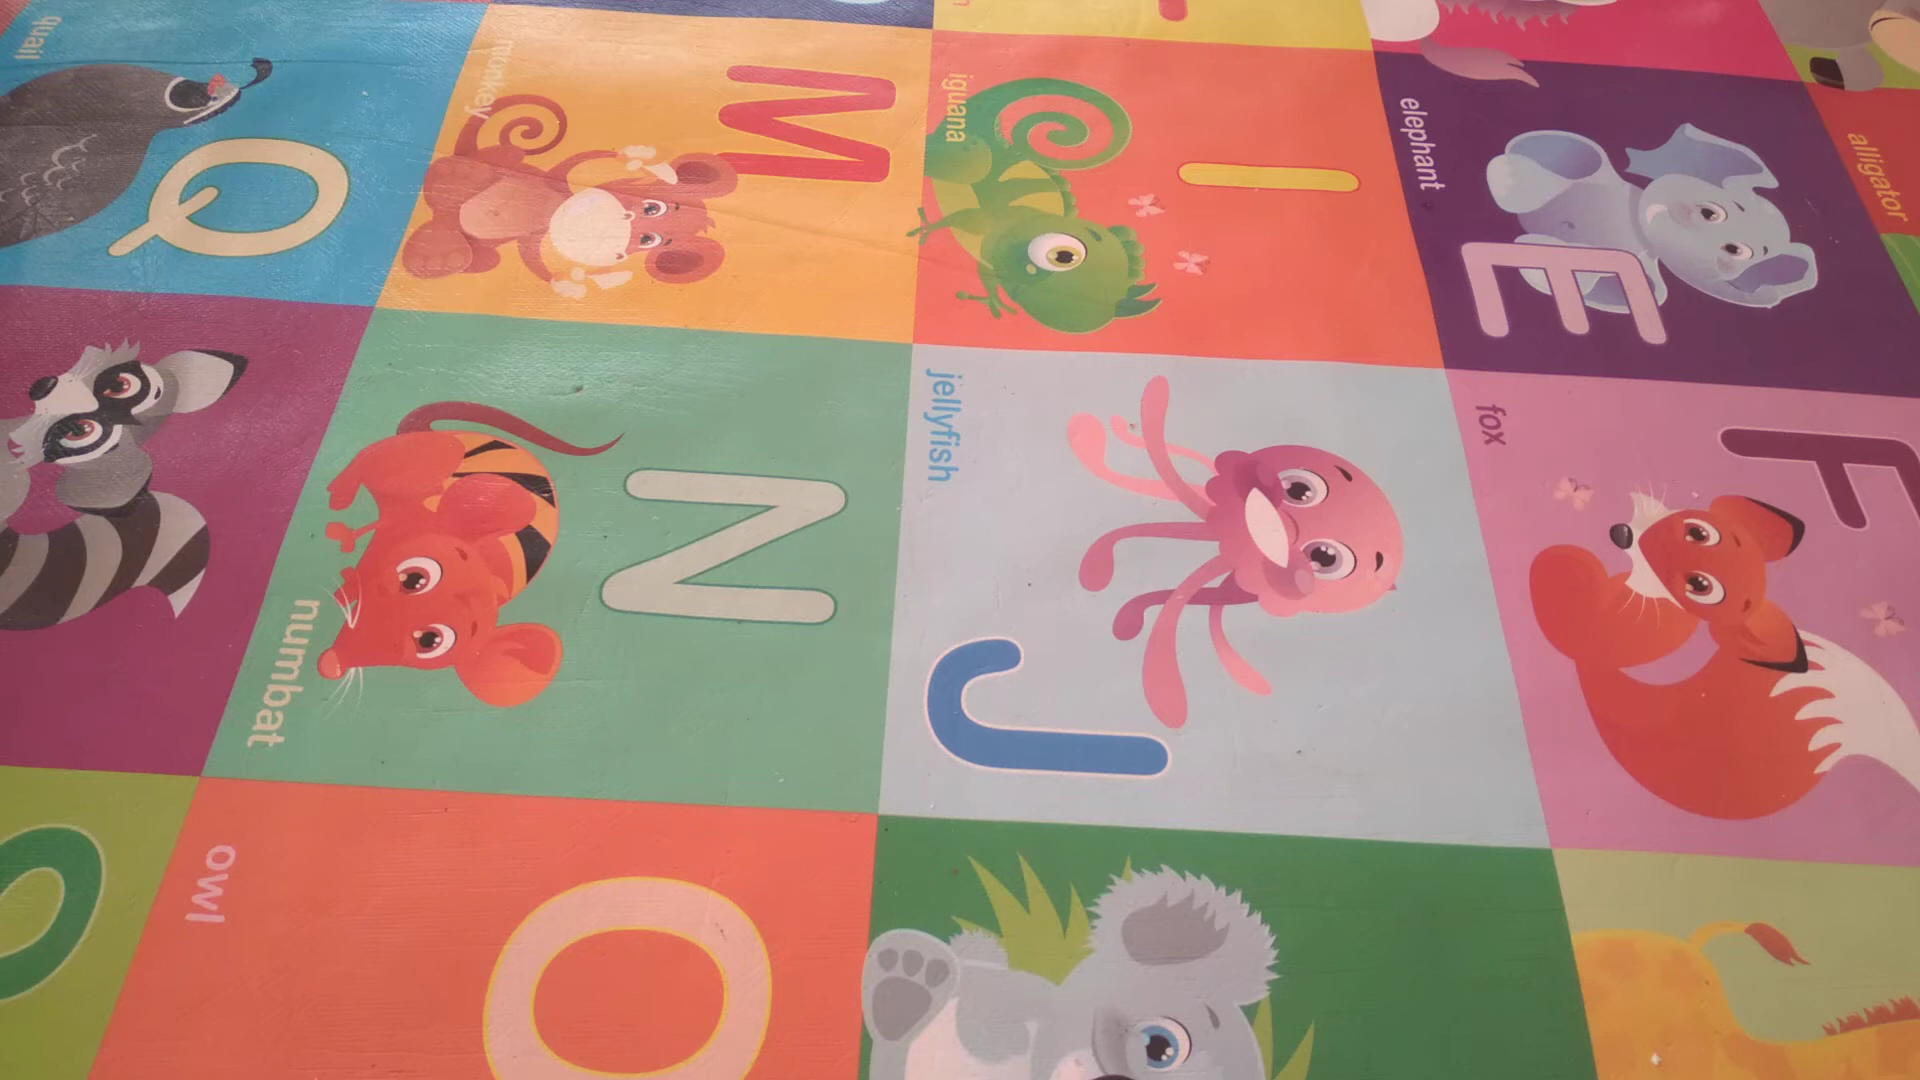 alligator
elephant
E
iguana
I
monkey
M
quail
Q
fox
F
jellyfish
J
numbat
N
owl
O